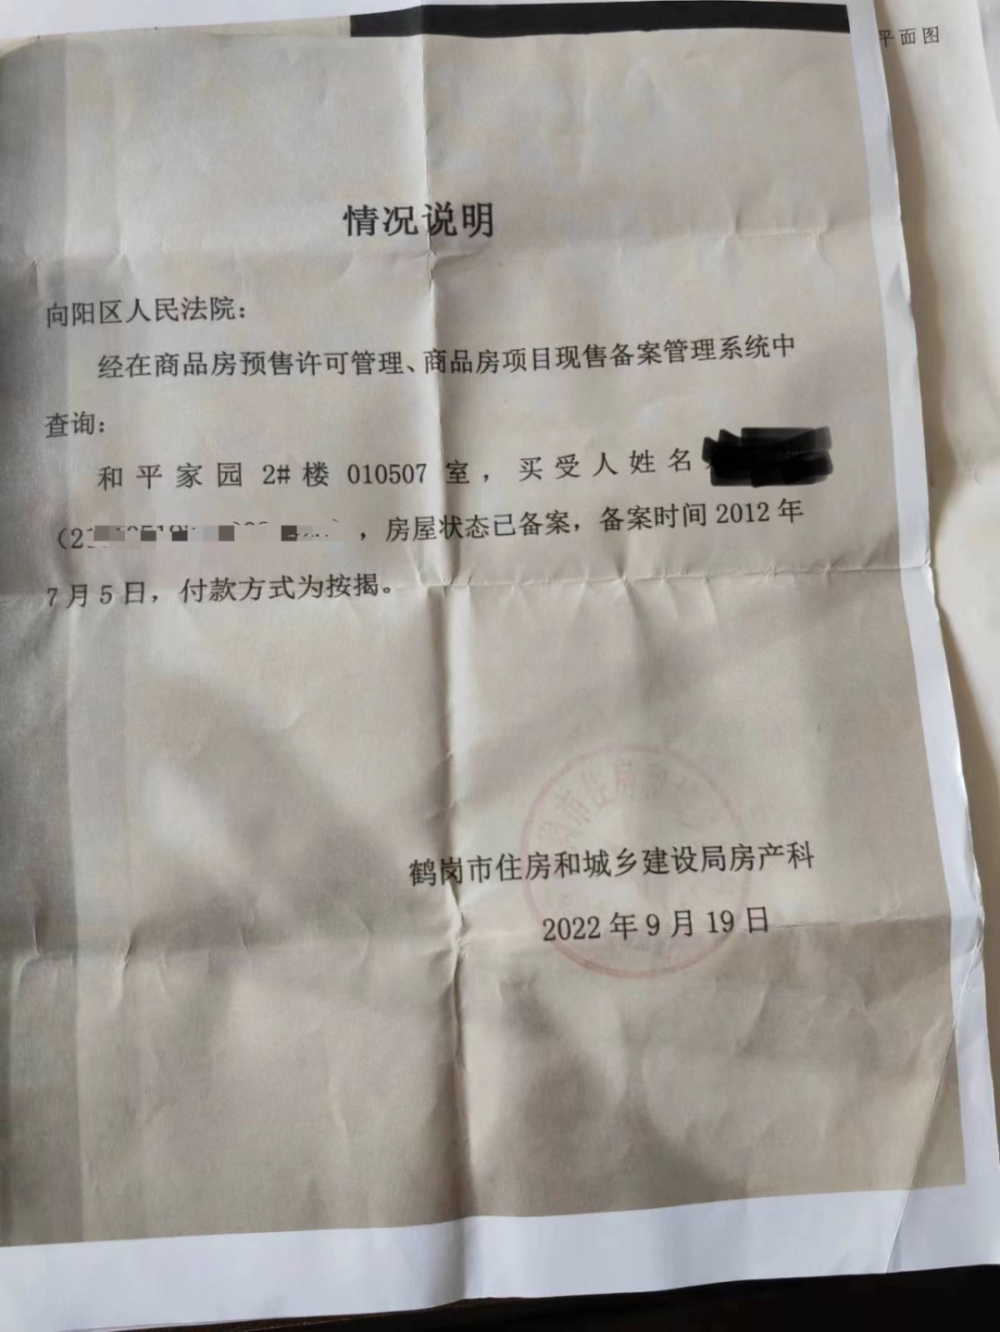 平面图
情况说明
向阳区人民法院：
经在商品房预售许可管理、商品房项目现售备案管理系统中
查询：
和平家园 2#楼 010507 室，买受人姓名
（2 ），房屋状态已备案，备案时间 2012 年
7 月 5 日，付款方式为按揭。
鹤岗市住房和城乡建设局房产科
2022 年 9 月 19 日